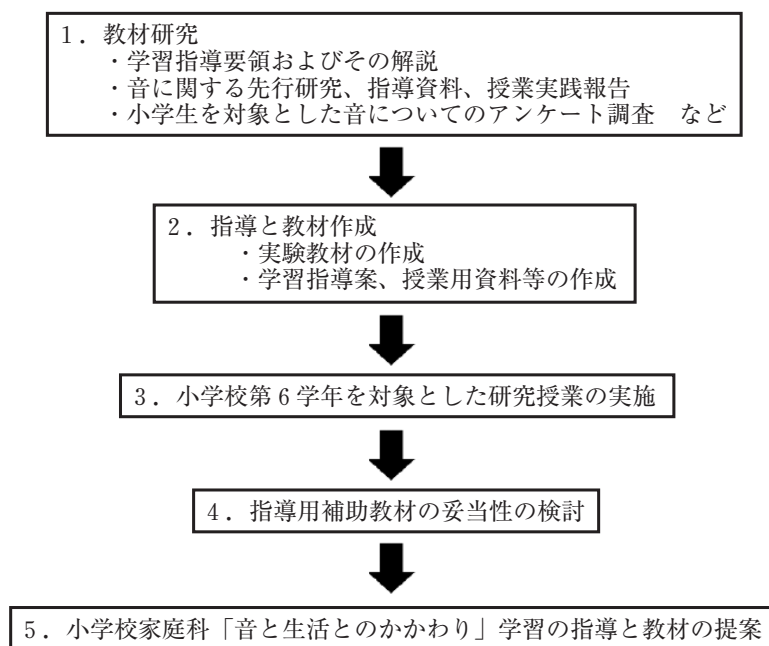 1．教材研究
・学習指導要領およびその解説
・音に関する先行研究、指導資料、授業実践報告
・小学生を対象とした音についてのアンケート調査　など
2．指導と教材作成
・実験教材の作成
・学習指導案、授業用資料等の作成
3．小学校第6学年を対象とした研究授業の実施
4．指導用補助教材の妥当性の検討
5．小学校家庭科「音と生活とのかかわり」学習の指導と教材の提案